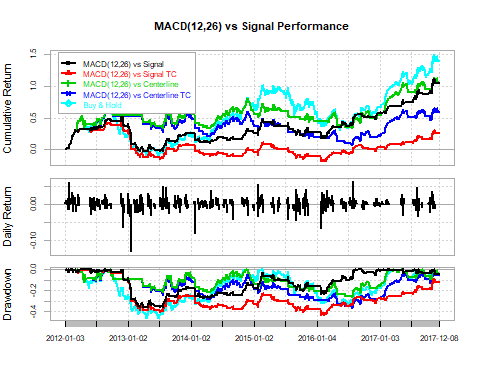 MACD(12,26) vs Signal Performance
Cumulative Return
1.5
1.0
0.5
0.0
MACD(12,26) vs Signal
MACD(12,26) vs Signal TC
MACD(12,26) vs Centerline
MACD(12,26) vs Centerline TC
Buy & Hold
Daily Return
0.00
-0.10
Drawdown
0.0
-0.2
-0.4
2012-01-03 2013-01-02 2014-01-02 2015-01-02 2016-01-04 2017-01-03 2017-12-08